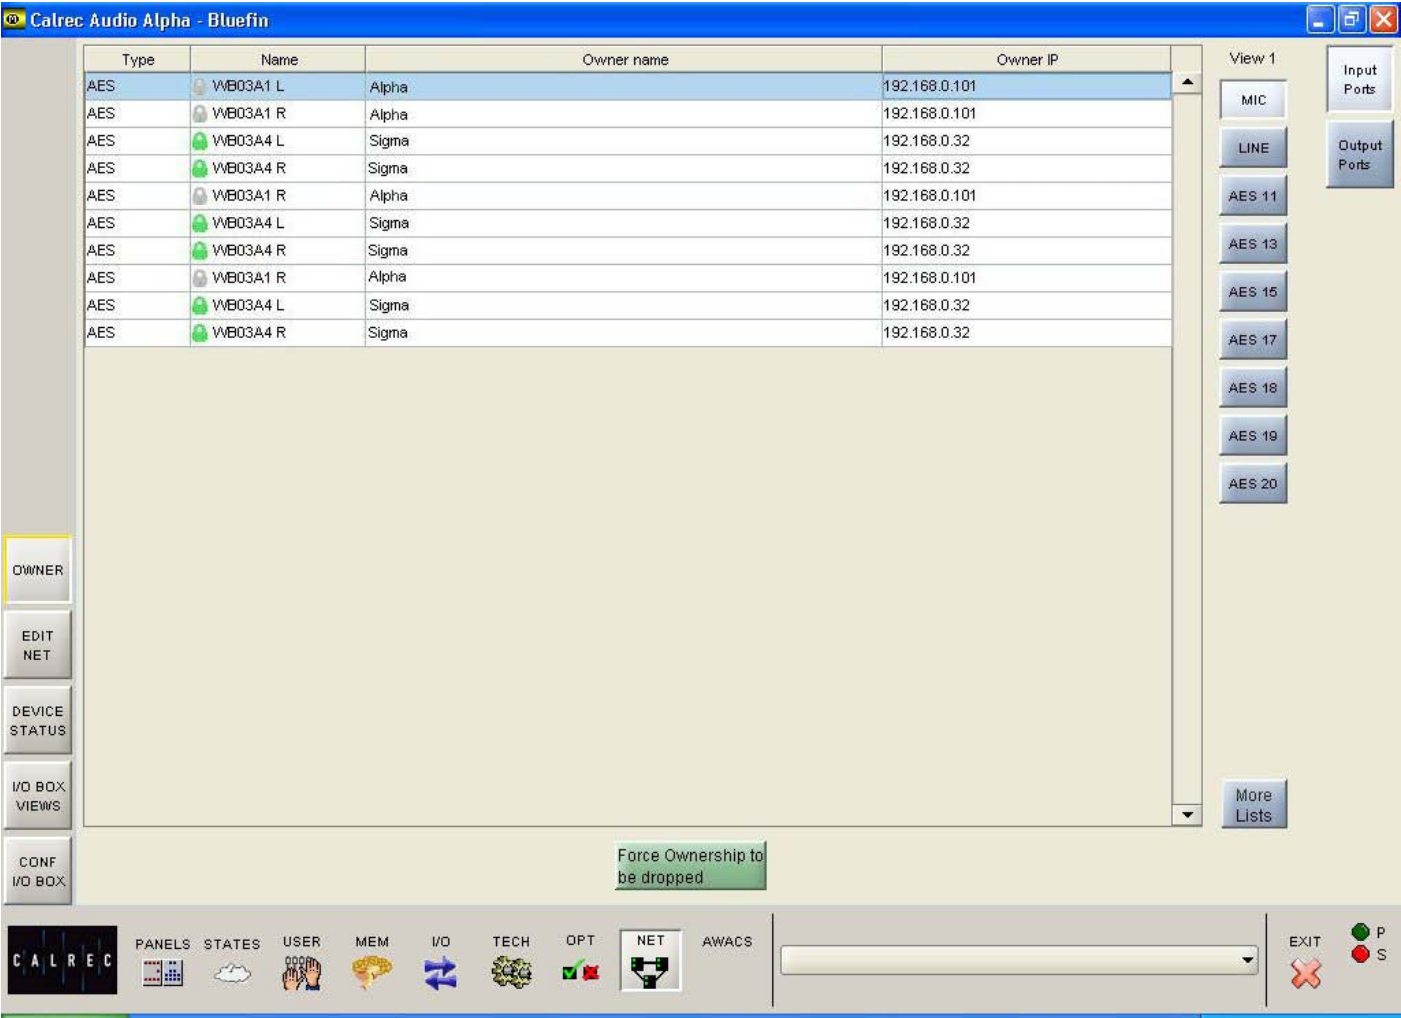 Calrec Audio Alpha - Bluefin
Type Name Owner name Owner IP
AES WB03A1 L Alpha 192.168.0.101
AES WB03A1 R Alpha 192.168.0.101
AES WB03A4 L Sigma 192.168.0.32
AES WB03A4 R Sigma 192.168.0.32
AES WB03A1 R Alpha 192.168.0.101
AES WB03A4 L Sigma 192.168.0.32
AES WB03A4 R Sigma 192.168.0.32
AES WB03A1 R Alpha 192.168.0.101
AES WB03A4 L Sigma 192.168.0.32
AES WB03A4 R Sigma 192.168.0.32
View 1
MIC
LINE
AES 11
AES 13
AES 15
AES 17
AES 18
AES 19
AES 20
More
Lists
Input
Ports
Output
Ports
OWNER
EDIT
NET
DEVICE
STATUS
I/O BOX
VIEWS
CONF
I/O BOX
Force Ownership to
be dropped
CALREC
PANELS STATES USER MEM I/O TECH OPT NET AWACS
EXIT
P
S